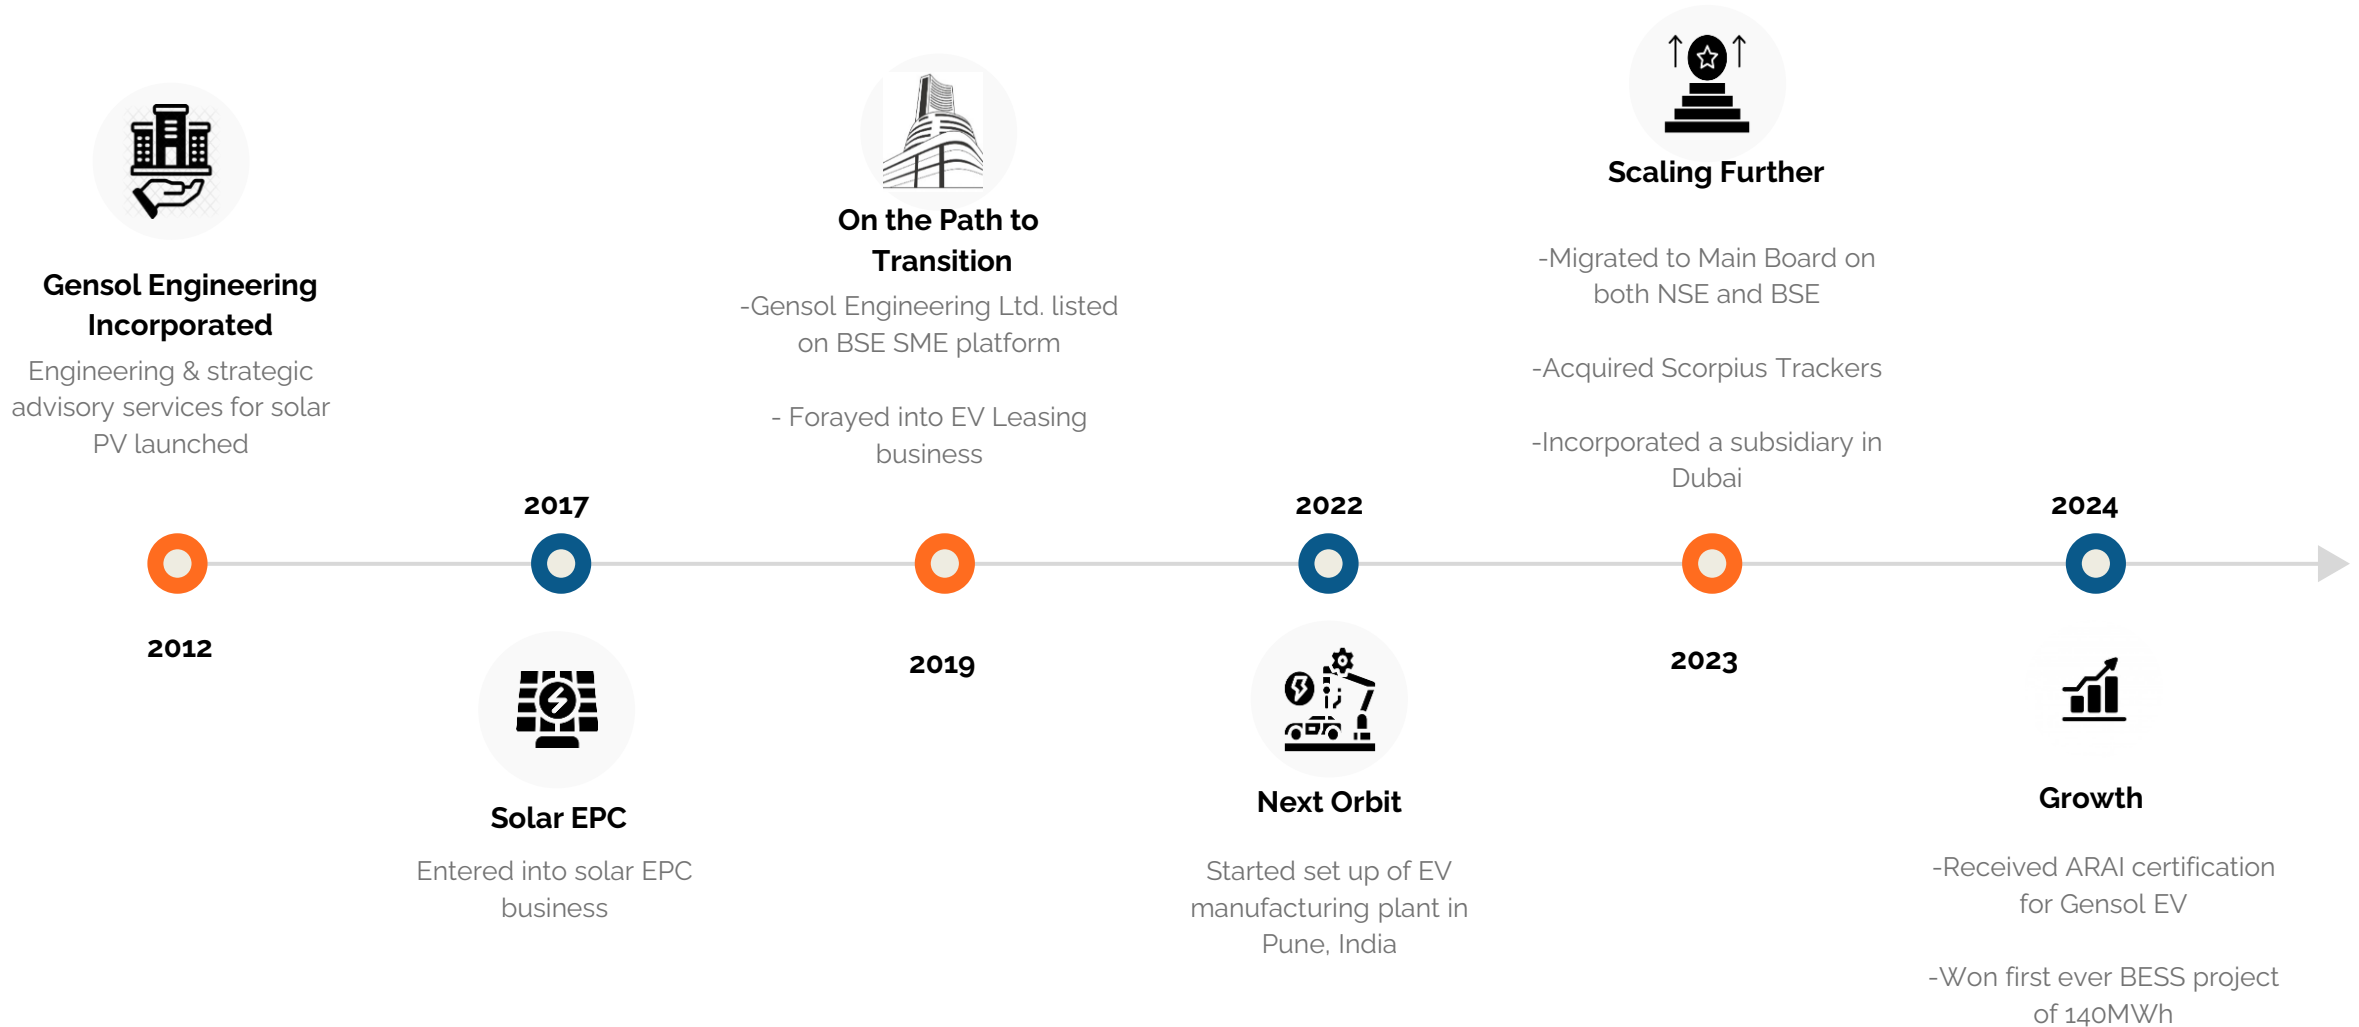 Gensol Engineering
Incorporated
Engineering & strategic
advisory services for solar
PV launched
2012
2017
Solar EPC
Entered into solar EPC
business
On the Path to
Transition
-Gensol Engineering Ltd. listed
on BSE SME platform
- Forayed into EV Leasing
business
2019
2022
Next Orbit
Started set up of EV
manufacturing plant in
Pune, India
Scaling Further
-Migrated to Main Board on
both NSE and BSE
-Acquired Scorpius Trackers
-Incorporated a subsidiary in
Dubai
2023
2024
Growth
-Received ARAI certification
for Gensol EV
-Won first ever BESS project
of 140MWh